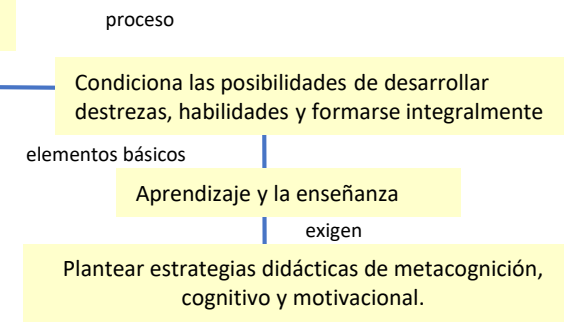 proceso
Condiciona las posibilidades de desarrollar
destrezas, habilidades y formarse integralmente
elementos básicos
Aprendizaje y la enseñanza
exigen
Plantear estrategias didácticas de metacognición,
cognitivo y motivacional.